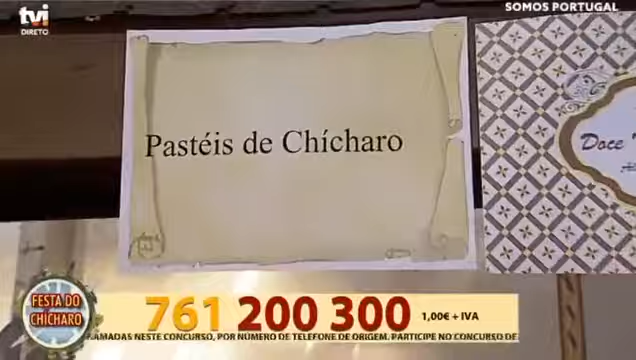 tvi
DIRETO
SOMOS PORTUGAL
Pastéis de Chícharo
Doce
FESTA DO
CHÍCHARO
761 200 300 1,00€ + IVA
AMADAS NESTE CONCURSO, POR NÚMERO DE TELEFONE DE ORIGEM. PARTICIPE NO CONCURSO DE